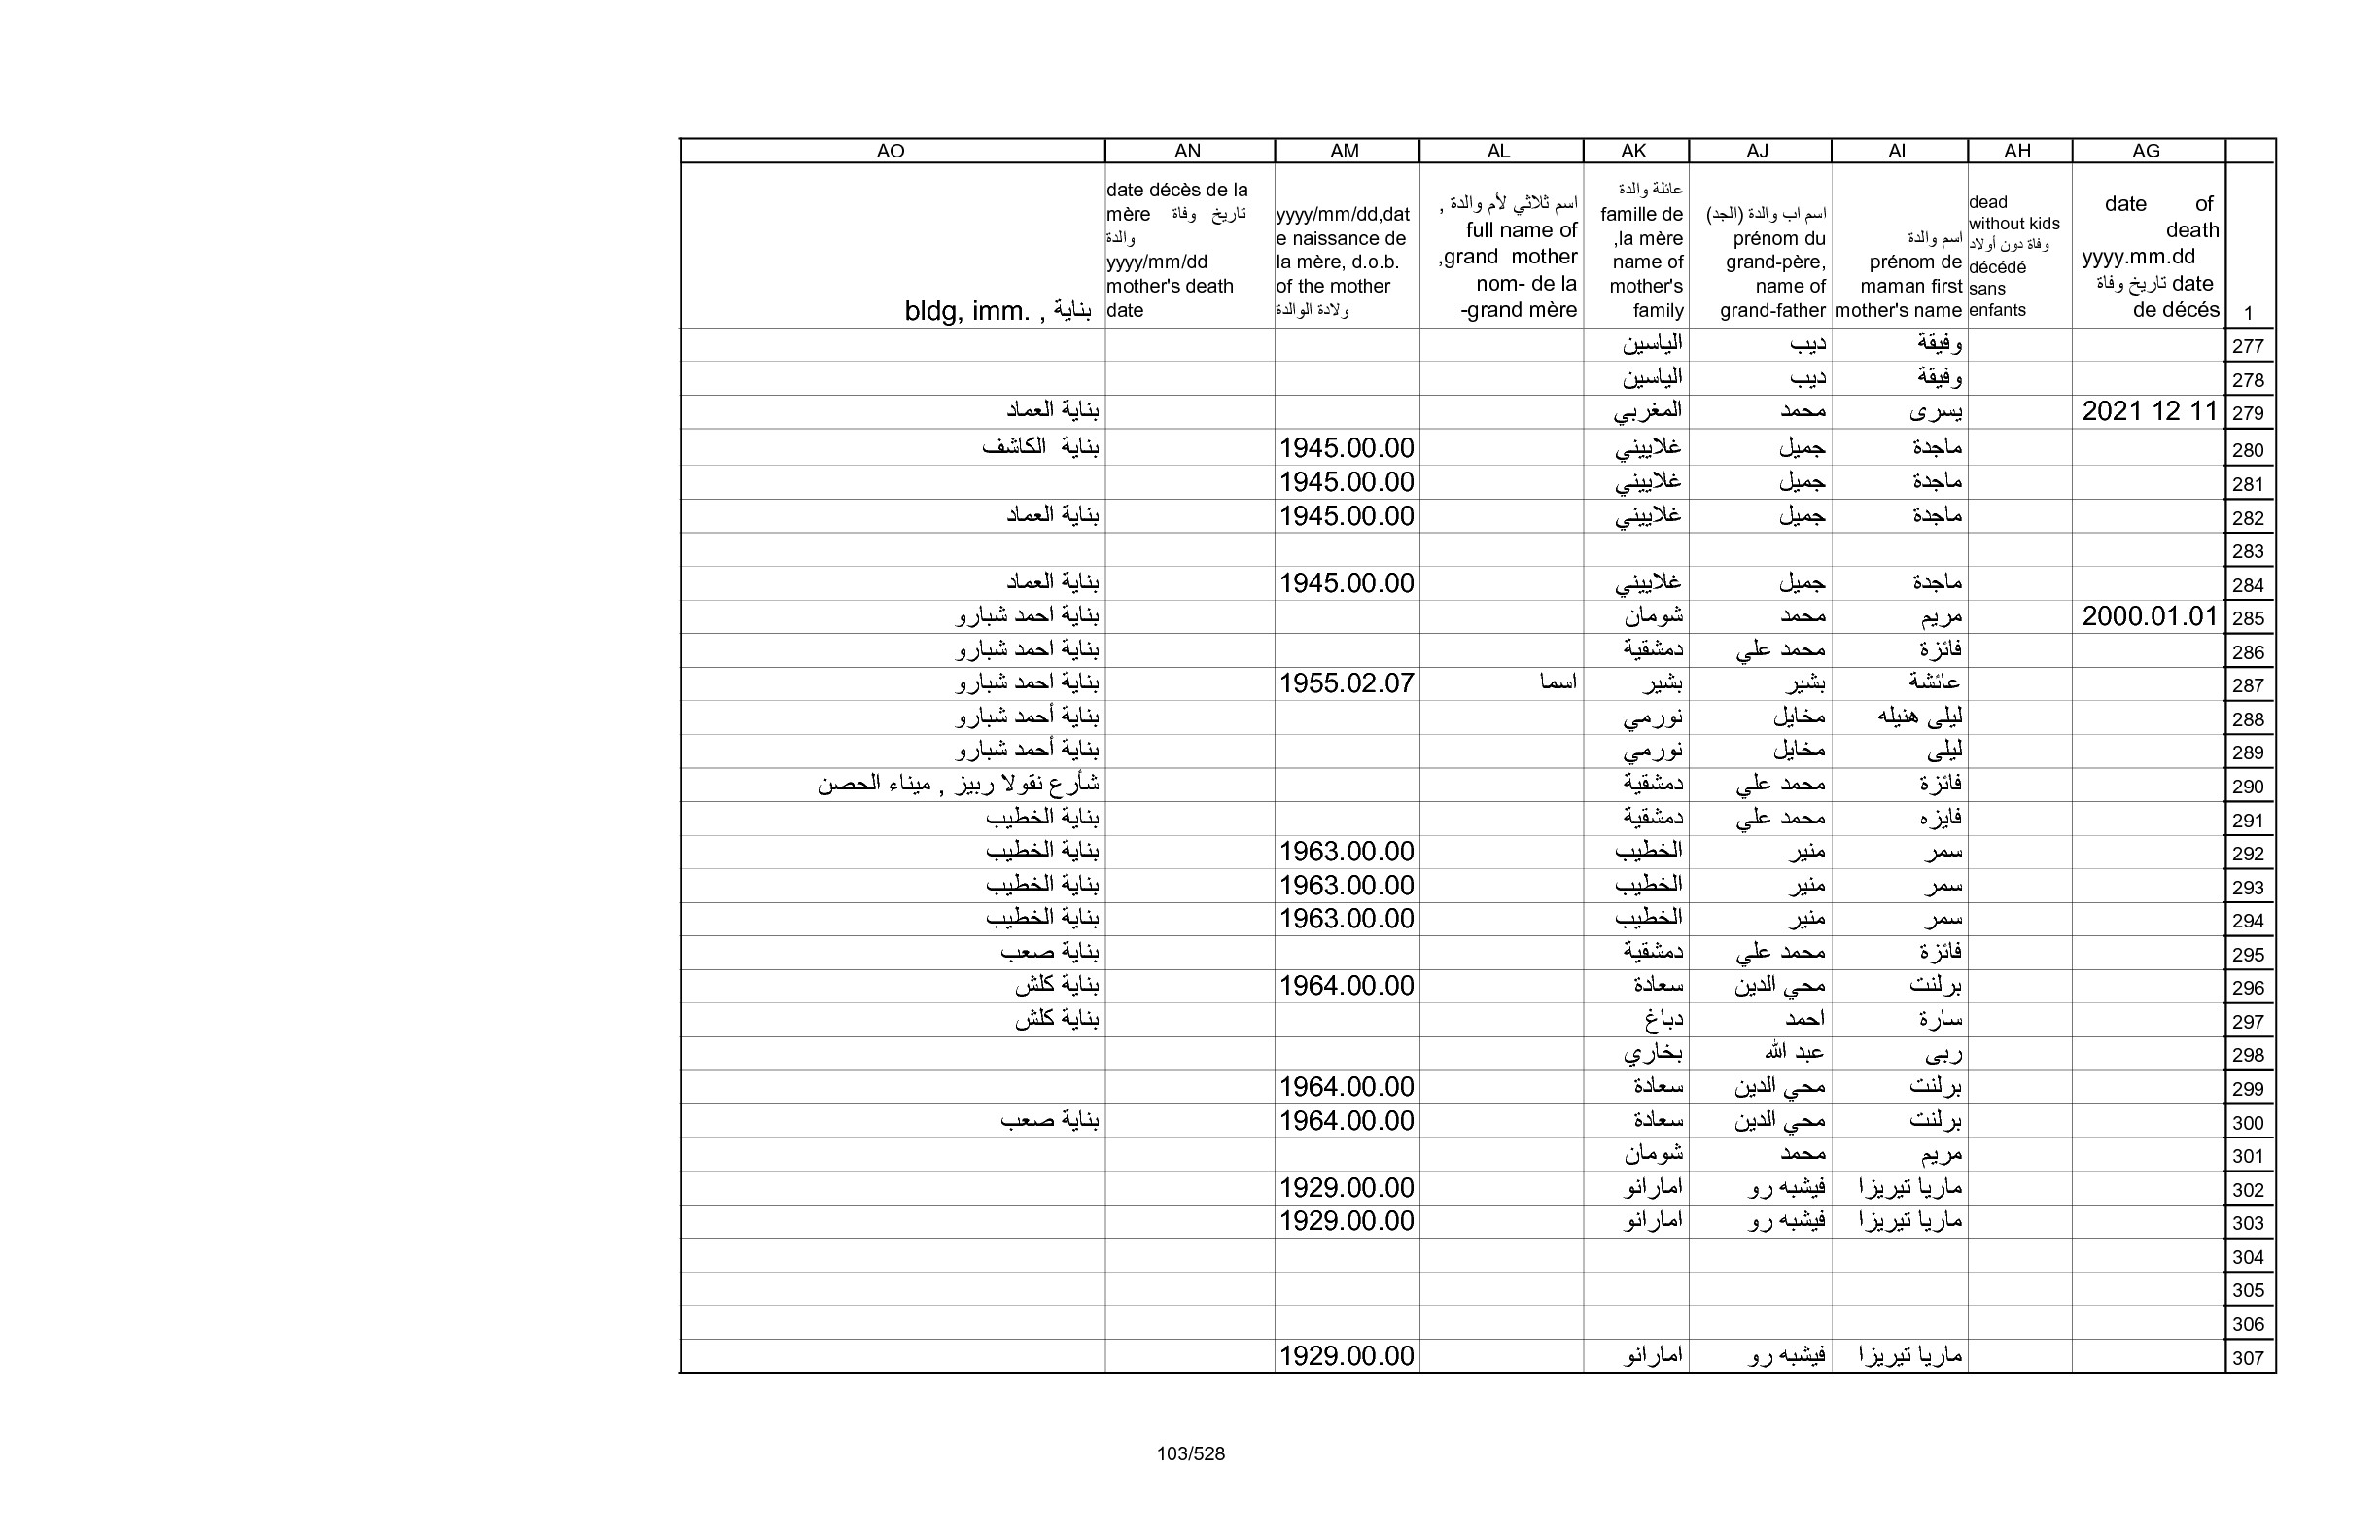 AG AH AI AJ AK AL AM AN AO
1
date of
death
yyyy.mm.dd
date تاريخ وفاة
de décés
dead
without kids
وفاة دون أولاد
décédé
sans
enfants
اسم والدة
prénom de
maman first
mother's name
اسم اب والدة (الجد)
prénom du
grand-père,
name of
grand-father
عائلة والدة
famille de
la mère,
name of
mother's
family
اسم ثلاثي لأم والدة ,
full name of
grand mother,
nom- de la
grand mère-
yyyy/mm/dd,dat
e naissance de
la mère, d.o.b.
of the mother
ولادة الوالدة
date décès de la
mère تاريخ وفاة
والدة
yyyy/mm/dd
mother's death
date
بناية , .bldg, imm
277 وفيقة ديب الياسين
278 وفيقة ديب الياسين
279 2021 12 11 يسرى محمد المغربي بناية العماد
280 ماجدة جميل غلاييني 1945.00.00 بناية الكاشف
281 ماجدة جميل غلاييني 1945.00.00
282 ماجدة جميل غلاييني 1945.00.00 بناية العماد
283
284 ماجدة جميل غلاييني 1945.00.00 بناية العماد
285 2000.01.01 مريم محمد شومان بناية احمد شبارو
286 فائزة محمد علي دمشقية بناية احمد شبارو
287 عائشة بشير بشير اسما 1955.02.07 بناية احمد شبارو
288 ليلى هنيله مخايل نورمي بناية أحمد شبارو
289 ليلى مخايل نورمي بناية أحمد شبارو
290 فائزة محمد علي دمشقية شأرع نقولا ربيز , ميناء الحصن
291 فايزه محمد علي دمشقية بناية الخطيب
292 سمر منير الخطيب 1963.00.00 بناية الخطيب
293 سمر منير الخطيب 1963.00.00 بناية الخطيب
294 سمر منير الخطيب 1963.00.00 بناية الخطيب
295 فائزة محمد علي دمشقية بناية صعب
296 برلنت محي الدين سعادة 1964.00.00 بناية كلش
297 سارة احمد دباغ بناية كلش
298 ربى عبد الله بخاري
299 برلنت محي الدين سعادة 1964.00.00
300 برلنت محي الدين سعادة 1964.00.00 بناية صعب
301 مريم محمد شومان
302 ماريا تيريزا فيشبه رو امارانو 1929.00.00
303 ماريا تيريزا فيشبه رو امارانو 1929.00.00
304
305
306
307 ماريا تيريزا فيشبه رو امارانو 1929.00.00
103/528